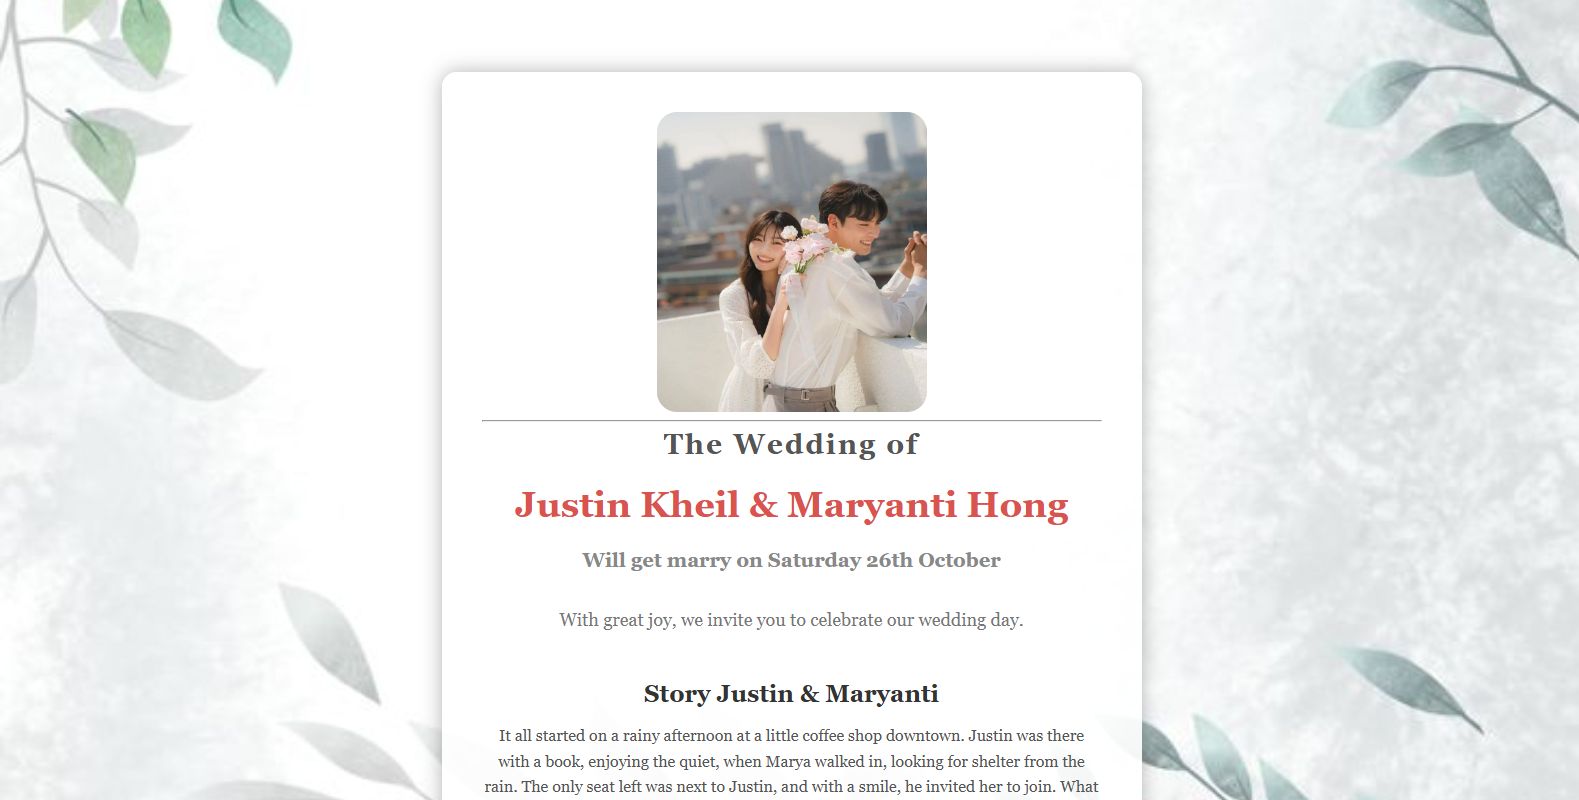 The Wedding of
Justin Kheil & Maryanti Hong
Will get marry on Saturday 26th October
With great joy, we invite you to celebrate our wedding day.
Story Justin & Maryanti
It all started on a rainy afternoon at a little coffee shop downtown. Justin was there
with a book, enjoying the quiet, when Marya walked in, looking for shelter from the
rain. The only seat left was next to Justin, and with a smile, he invited her to join. What